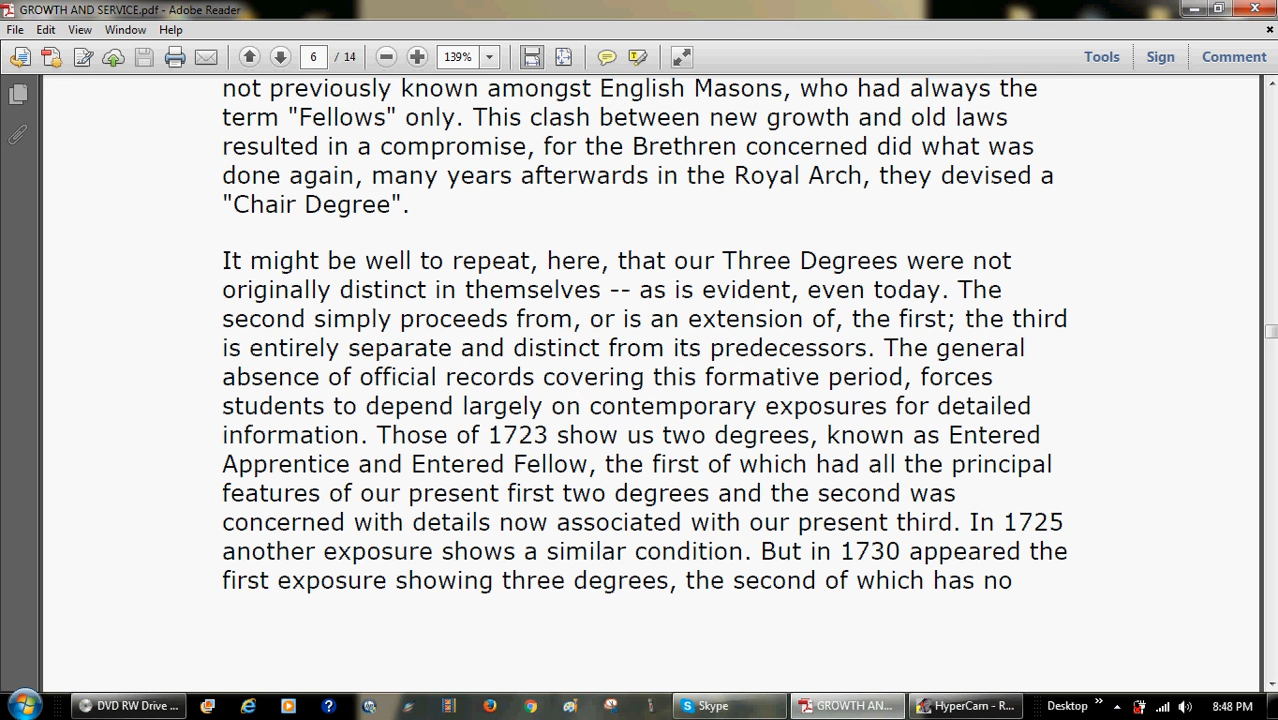 GROWTH AND SERVICE.pdf - Adobe Reader
File Edit View Window Help
6 / 14 139% Tools Sign Comment
not previously known amongst English Masons, who had always the
term "Fellows" only. This clash between new growth and old laws
resulted in a compromise, for the Brethren concerned did what was
done again, many years afterwards in the Royal Arch, they devised a
"Chair Degree".
It might be well to repeat, here, that our Three Degrees were not
originally distinct in themselves -- as is evident, even today. The
second simply proceeds from, or is an extension of, the first; the third
is entirely separate and distinct from its predecessors. The general
absence of official records covering this formative period, forces
students to depend largely on contemporary exposures for detailed
information. Those of 1723 show us two degrees, known as Entered
Apprentice and Entered Fellow, the first of which had all the principal
features of our present first two degrees and the second was
concerned with details now associated with our present third. In 1725
another exposure shows a similar condition. But in 1730 appeared the
first exposure showing three degrees, the second of which has no
DVD RW Drive ... Skype GROWTH AN... HyperCam - R... Desktop 8:48 PM